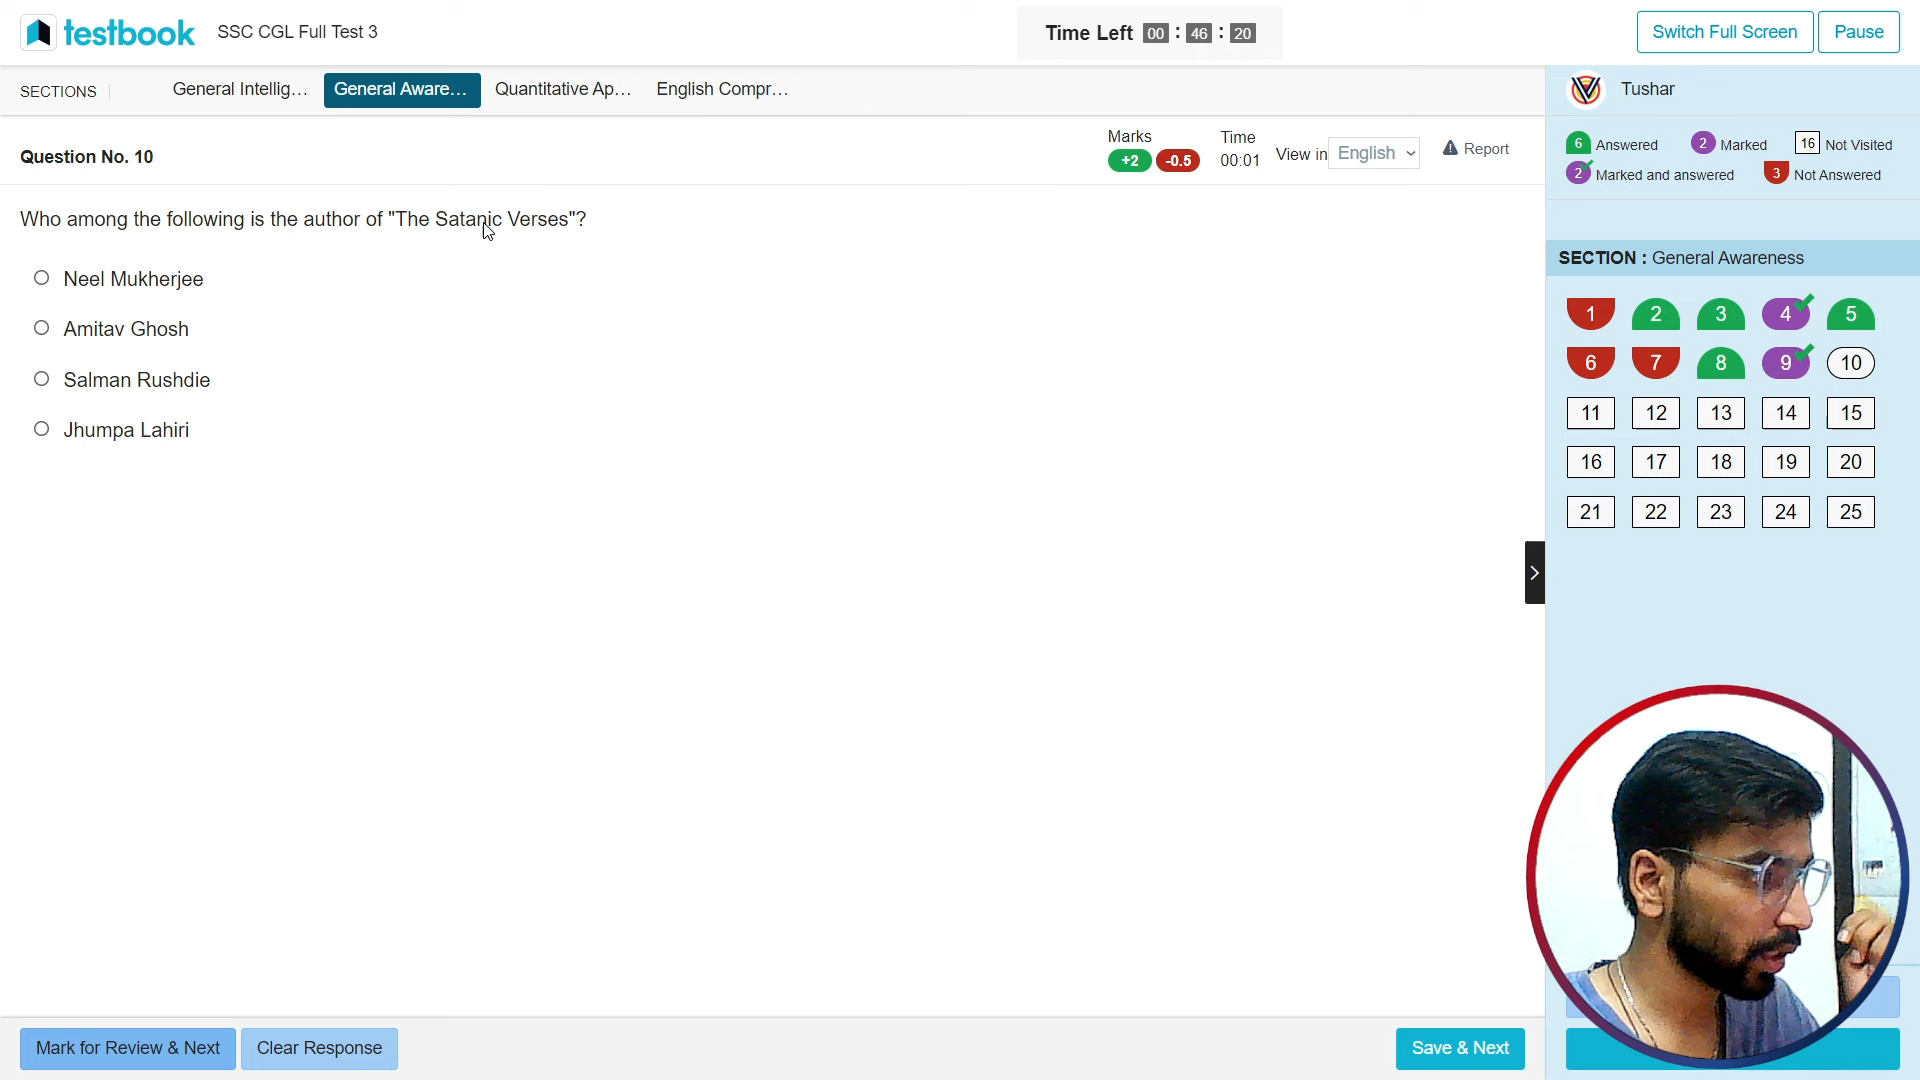 testbook SSC CGL Full Test 3 Time Left 00 : 46 : 20 Switch Full Screen Pause
SECTIONS General Intellig... General Aware... Quantitative Ap... English Compr... Tushar
Question No. 10 Marks +2 -0.5 Time 00:01 View in English Report
6 Answered 2 Marked 16 Not Visited
2 Marked and answered 3 Not Answered
Who among the following is the author of "The Satanic Verses"?
Neel Mukherjee
Amitav Ghosh
Salman Rushdie
Jhumpa Lahiri
SECTION : General Awareness
1 2 3 4 5
6 7 8 9 10
11 12 13 14 15
16 17 18 19 20
21 22 23 24 25
Mark for Review & Next Clear Response Save & Next